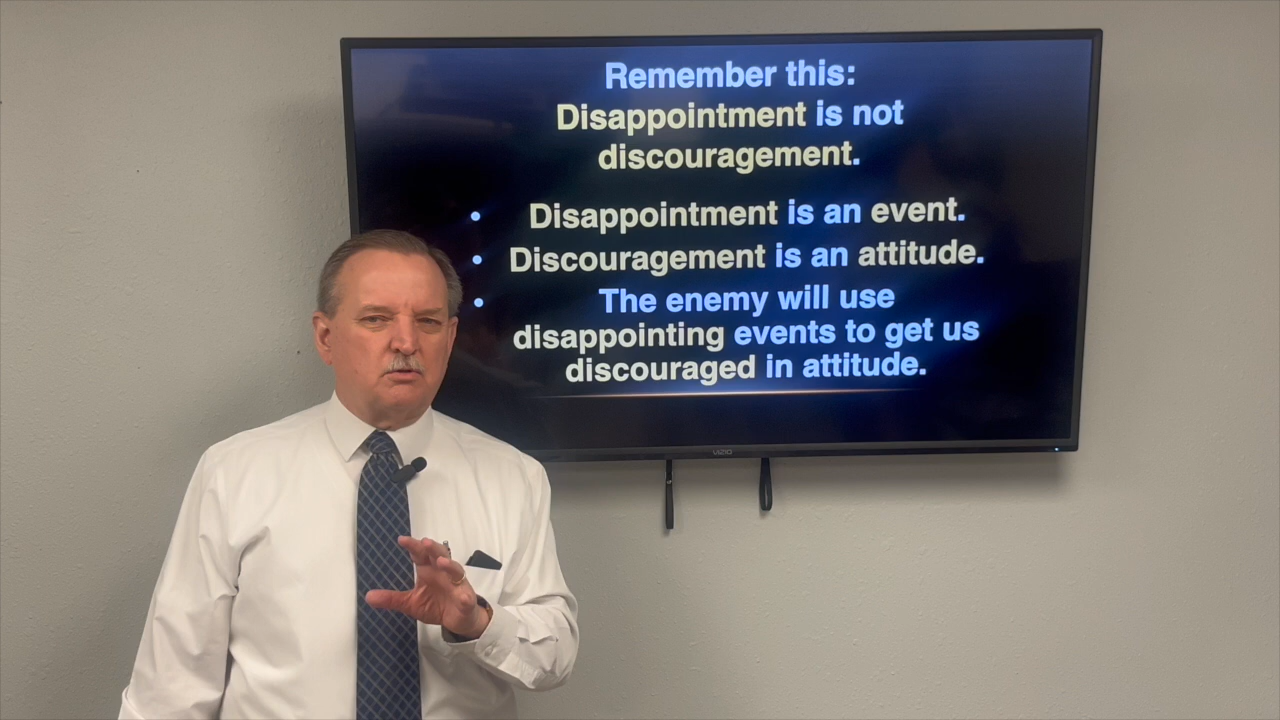 Remember this:
Disappointment is not
discouragement.
• Disappointment is an event.
• Discouragement is an attitude.
• The enemy will use
disappointing events to get us
discouraged in attitude.
VIZIO